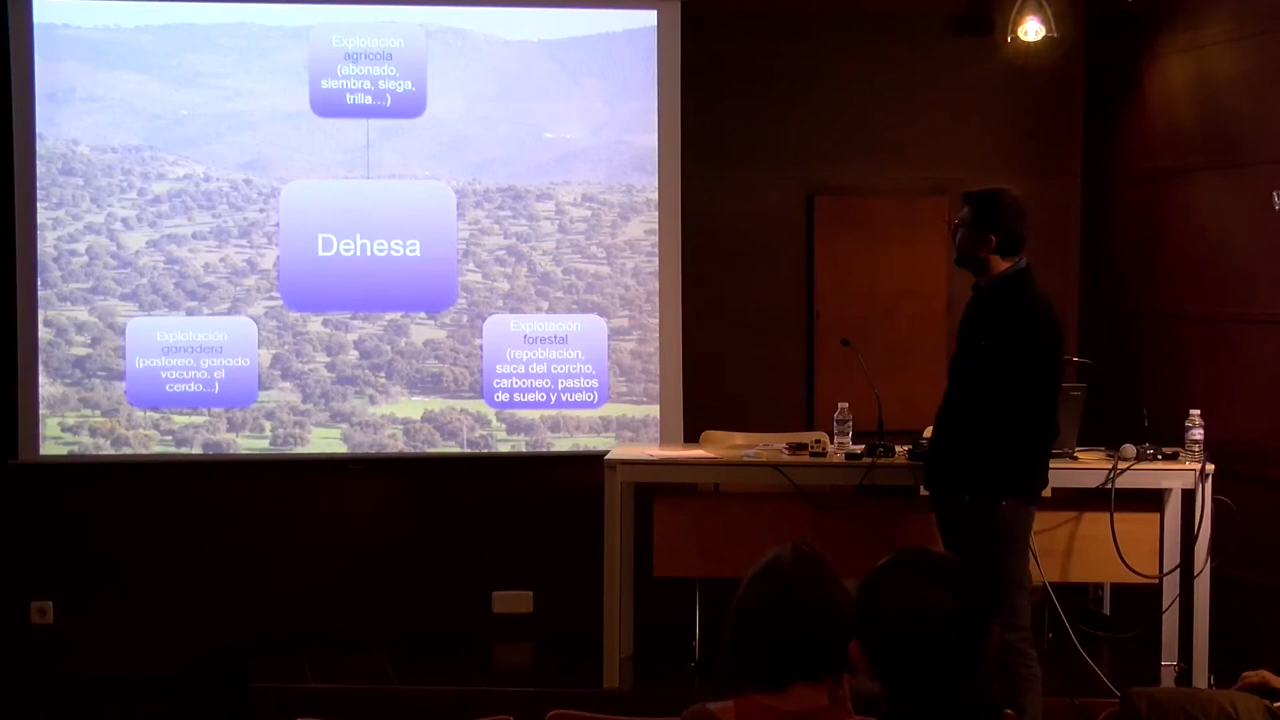 Explotación
agrícola
(abonado,
siembra, siega,
trilla…)
Dehesa
Explotación
ganadera
(pastoreo, ganado
vacuno, el
cerdo…)
Explotación
forestal
(repoblación,
saca del corcho,
carboneo, pastos
de suelo y vuelo)